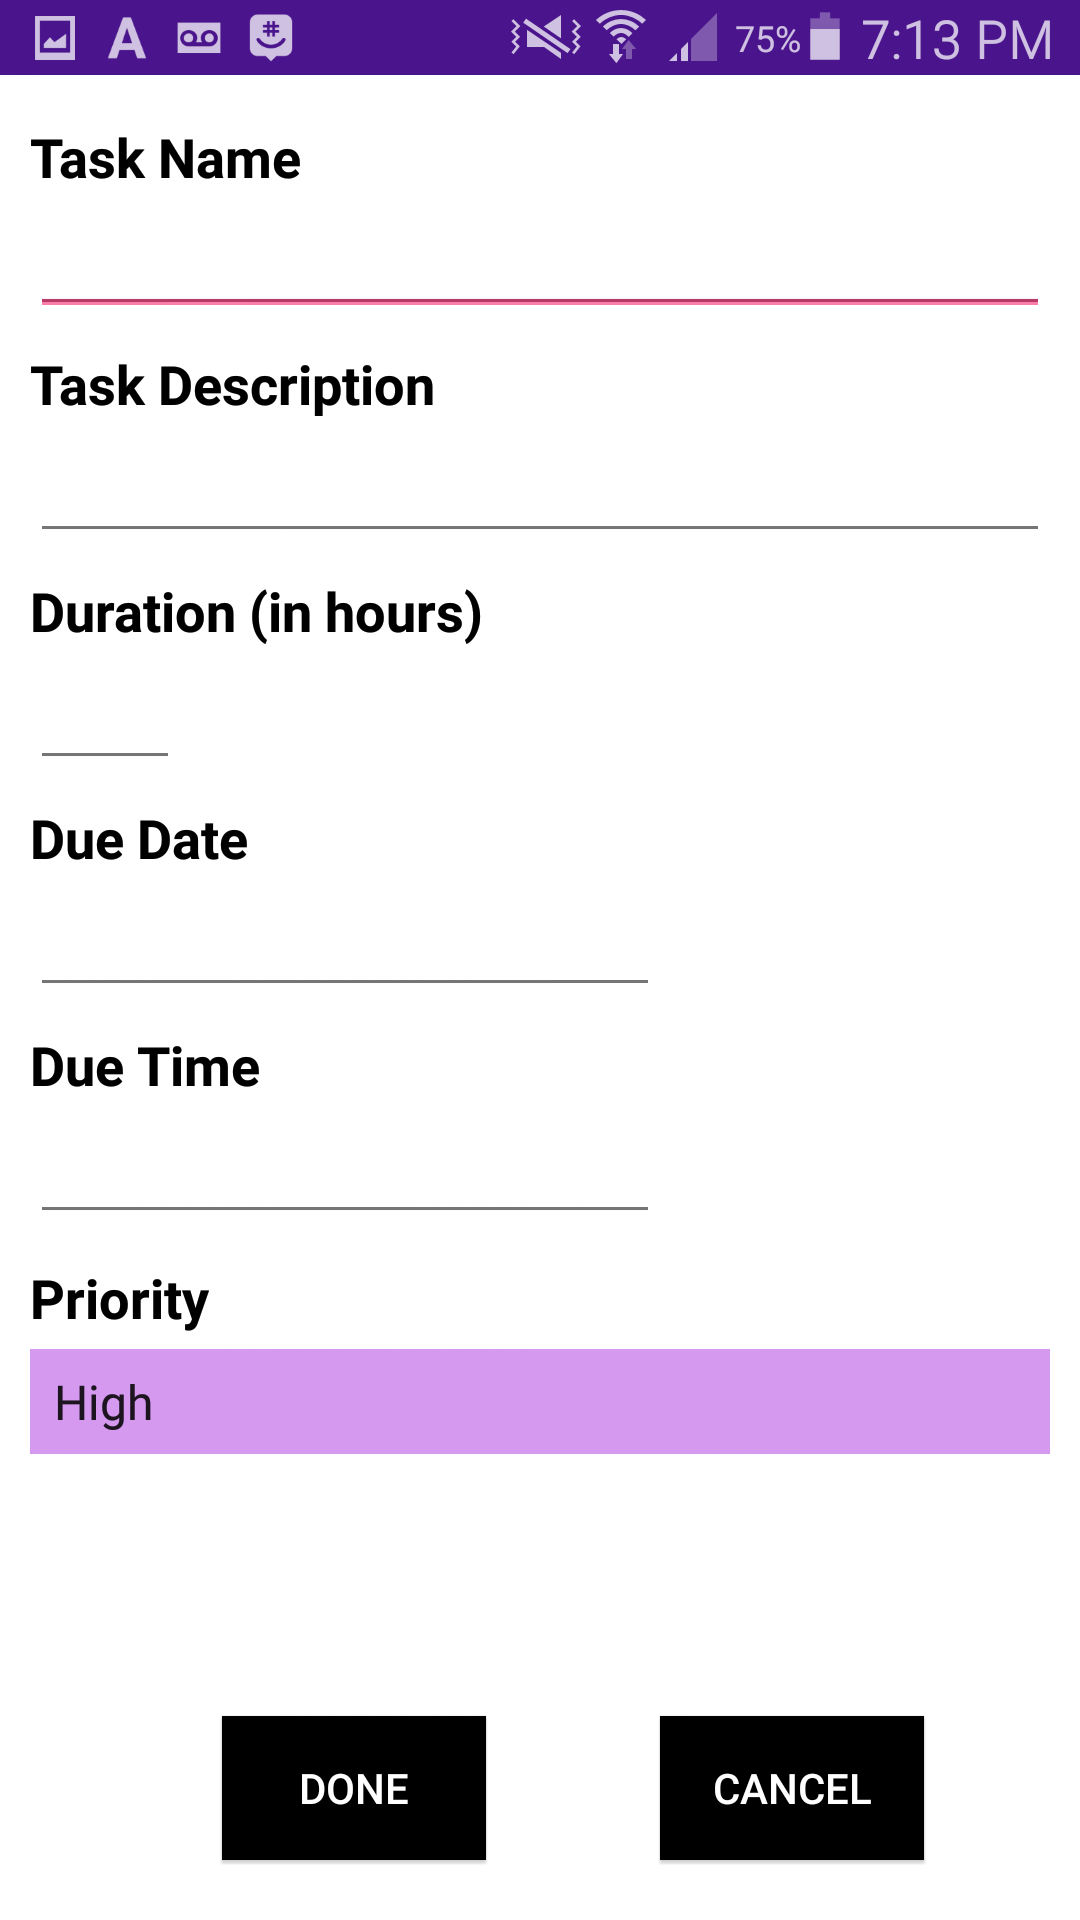 75% 7:13 PM
Task Name
Task Description
Duration (in hours)
Due Date
Due Time
Priority
High
DONE CANCEL